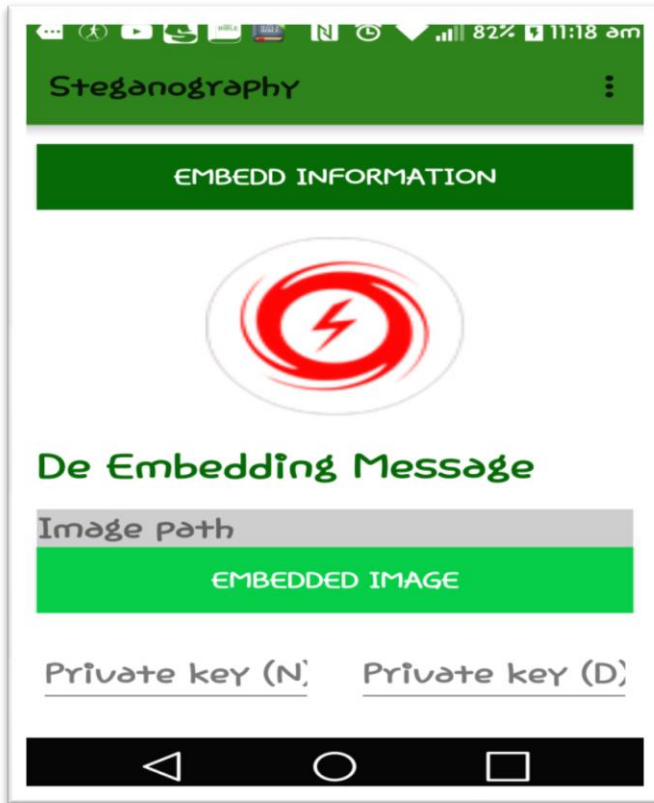 82% 11:18 am
Steganography
EMBEDD INFORMATION
De Embedding Message
Image path
EMBEDDED IMAGE
Private key (N)
Private key (D)